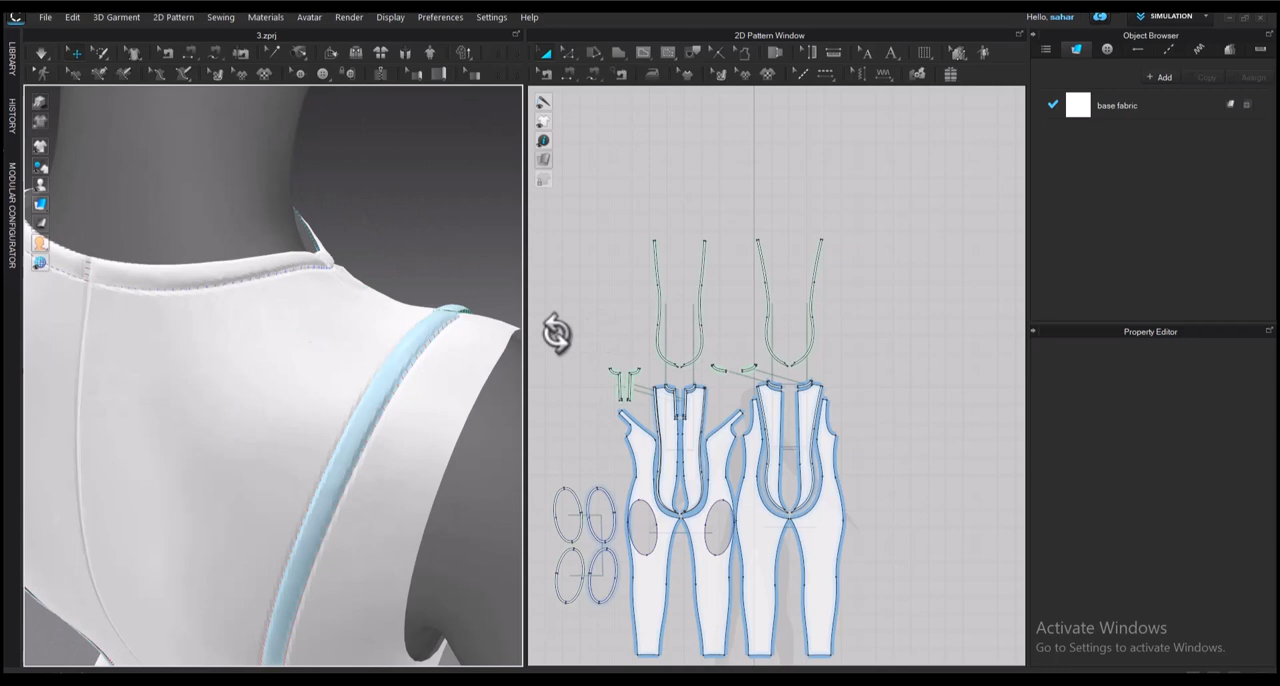 File Edit 3D Garment 2D Pattern Sewing Materials Avatar Render Display Preferences Settings Help
Hello, sahar
SIMULATION
3.zprj
2D Pattern Window
Object Browser
LIBRARY
HISTORY
MODULAR CONFIGURATOR
+ Add Copy Assign
base fabric
Property Editor
Activate Windows
Go to Settings to activate Windows.